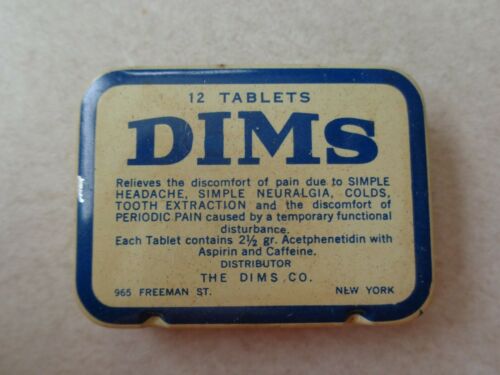 12 TABLETS
DIMS
Relieves the discomfort of pain due to SIMPLE
HEADACHE, SIMPLE NEURALGIA, COLDS,
TOOTH EXTRACTION and the discomfort of
PERIODIC PAIN caused by a temporary functional
disturbance.
Each Tablet contains 2½ gr. Acetphenetidin with
Aspirin and Caffeine.
DISTRIBUTOR
THE DIMS CO.
965 FREEMAN ST. NEW YORK